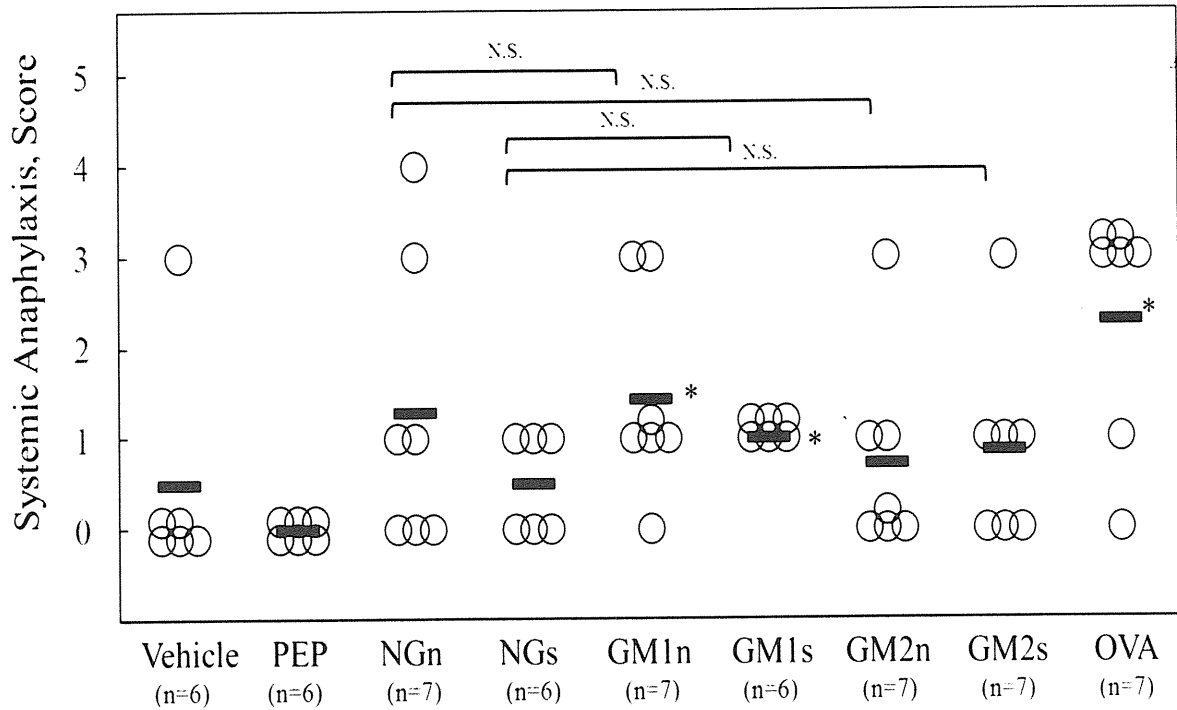 Systemic Anaphylaxis, Score
5
4
3
2
1
0
N.S.
N.S.
N.S.
N.S.
*
*
*
Vehicle PEP NGn NGs GM1n GM1s GM2n GM2s OVA
(n=6) (n=6) (n=7) (n=6) (n=7) (n=6) (n=7) (n=7) (n=7)